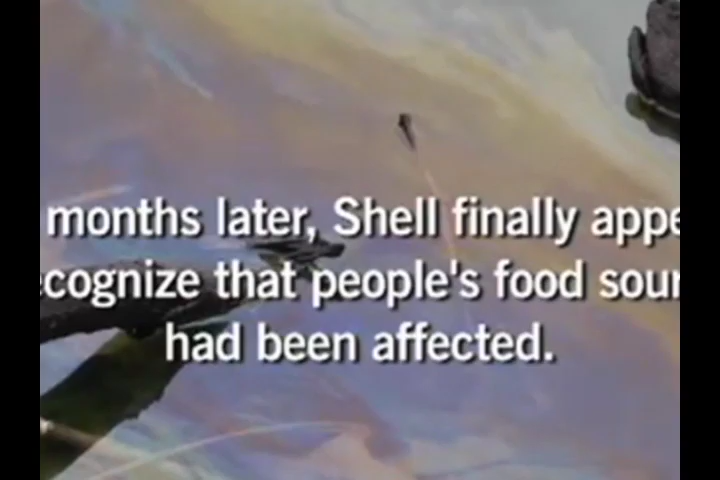 months later, Shell finally appe
cognize that people's food sour
had been affected.